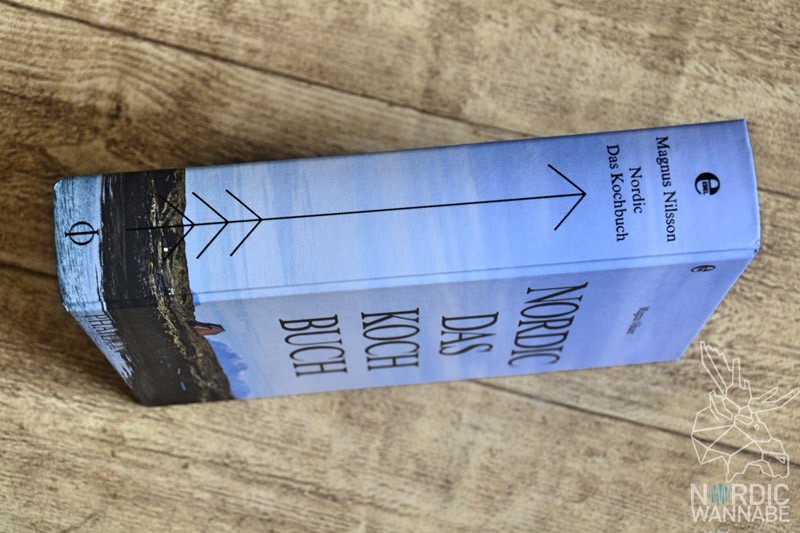 Magnus Nilsson
Nordic
Das Kochbuch
NORDIC
DAS
KOCH
BUCH
NORDIC
WANNABE